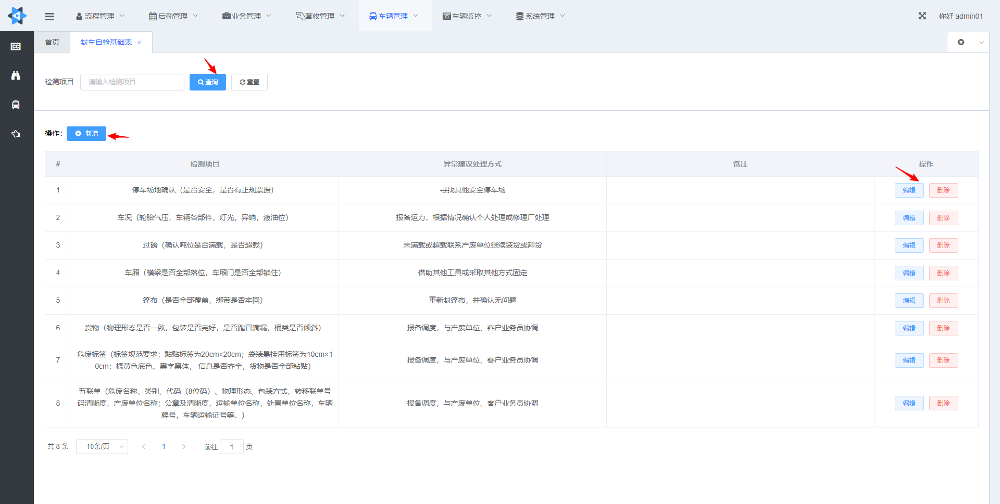 流程管理 后勤管理 业务管理 营收管理 车辆管理 车辆监控 系统管理 你好 admin01
首页 封车自检基础表 ×
检测项目 请输入检测项目 查询 重置
操作： 新增
# 检测项目 异常建议处理方式 备注 操作
1 停车场地确认（是否安全，是否有正规票据） 寻找其他安全停车场 编辑 删除
2 车况（轮胎气压，车辆各部件，灯光，异响，液油位） 报备运力，根据情况确认个人处理或修理厂处理 编辑 删除
3 过磅（确认吨位是否满载，是否超载） 未满载或超载联系产废单位继续装货或卸货 编辑 删除
4 车厢（横梁是否全部落位，车厢门是否全部锁住） 借助其他工具或采取其他方式固定 编辑 删除
5 篷布（是否全部覆盖，绑带是否牢固） 重新封篷布，并确认无问题 编辑 删除
6 货物（物理形态是否一致，包装是否完好，是否跑冒滴漏，桶类是否倾斜） 报备调度，与产废单位、客户业务员协调 编辑 删除
7 危废标签（标签规范要求：黏贴标签为20cm×20cm；袋装悬挂用标签为10cm×1
0cm；橘黄色底色，黑字黑体， 信息是否齐全，货物是否全部粘贴） 报备调度，与产废单位、客户业务员协调 编辑 删除
五联单（危废名称、类别、代码（8位码）、物理形态、包装方式，转移联单号
8 码清晰度，产废单位名称；公章及清晰度，运输单位名称，处置单位名称，车辆 报备调度，与产废单位、客户业务员协调 编辑 删除
牌号，车辆运输证号等。）
共 8 条 10条/页 1 前往 1 页